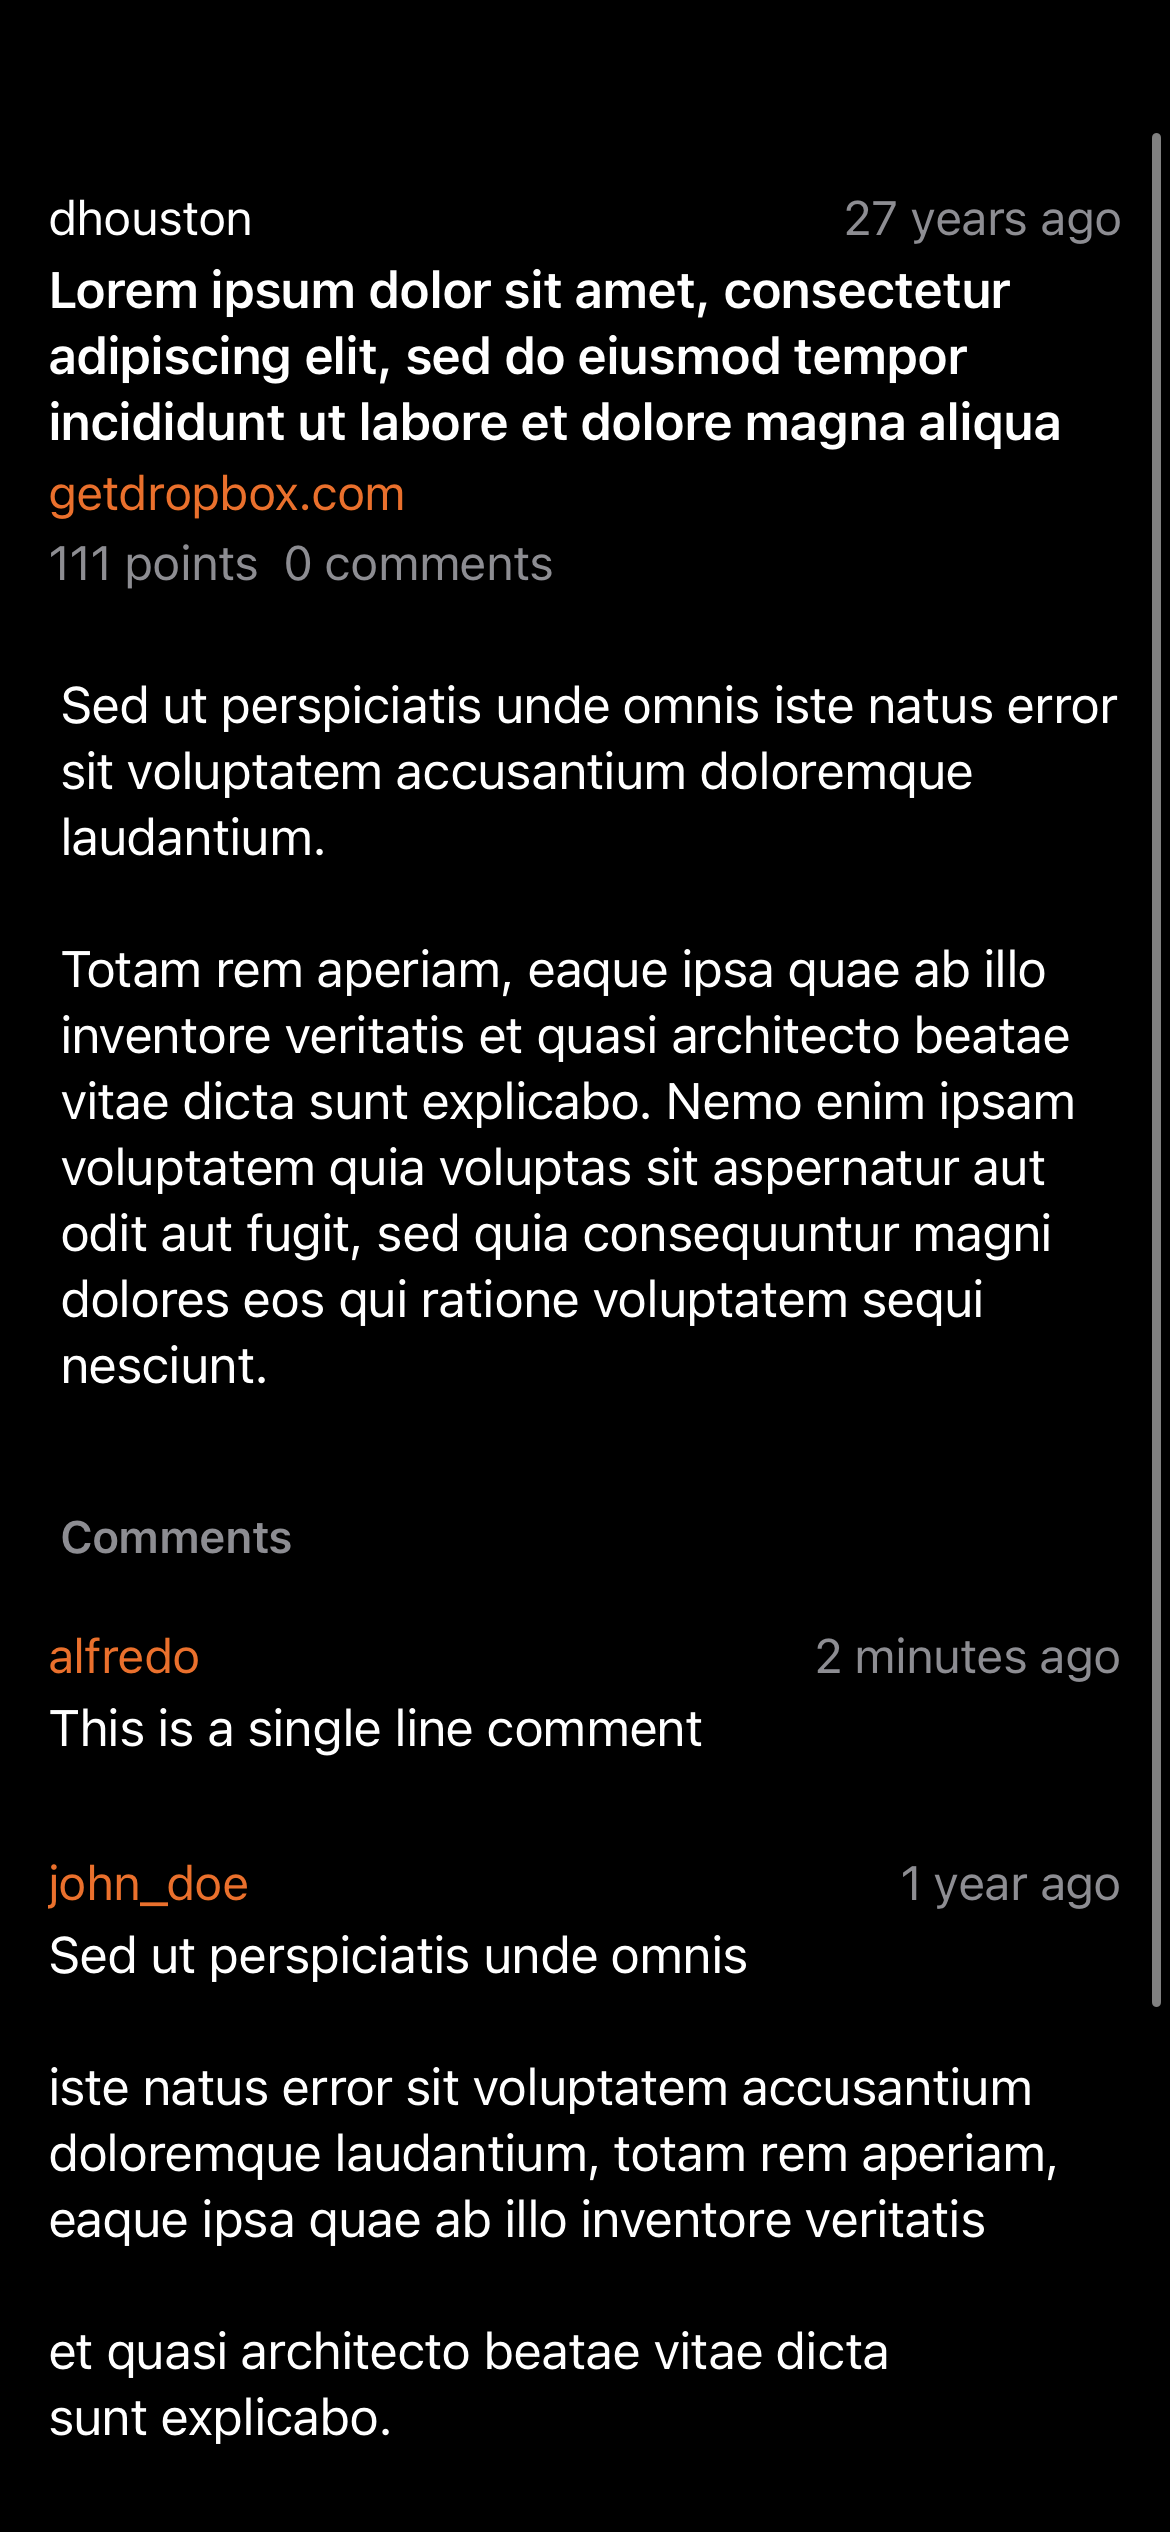 dhouston
27 years ago
Lorem ipsum dolor sit amet, consectetur
adipiscing elit, sed do eiusmod tempor
incididunt ut labore et dolore magna aliqua
getdropbox.com
111 points 0 comments
Sed ut perspiciatis unde omnis iste natus error
sit voluptatem accusantium doloremque
laudantium.
Totam rem aperiam, eaque ipsa quae ab illo
inventore veritatis et quasi architecto beatae
vitae dicta sunt explicabo. Nemo enim ipsam
voluptatem quia voluptas sit aspernatur aut
odit aut fugit, sed quia consequuntur magni
dolores eos qui ratione voluptatem sequi
nesciunt.
Comments
alfredo
2 minutes ago
This is a single line comment
john_doe
1 year ago
Sed ut perspiciatis unde omnis
iste natus error sit voluptatem accusantium
doloremque laudantium, totam rem aperiam,
eaque ipsa quae ab illo inventore veritatis
et quasi architecto beatae vitae dicta
sunt explicabo.